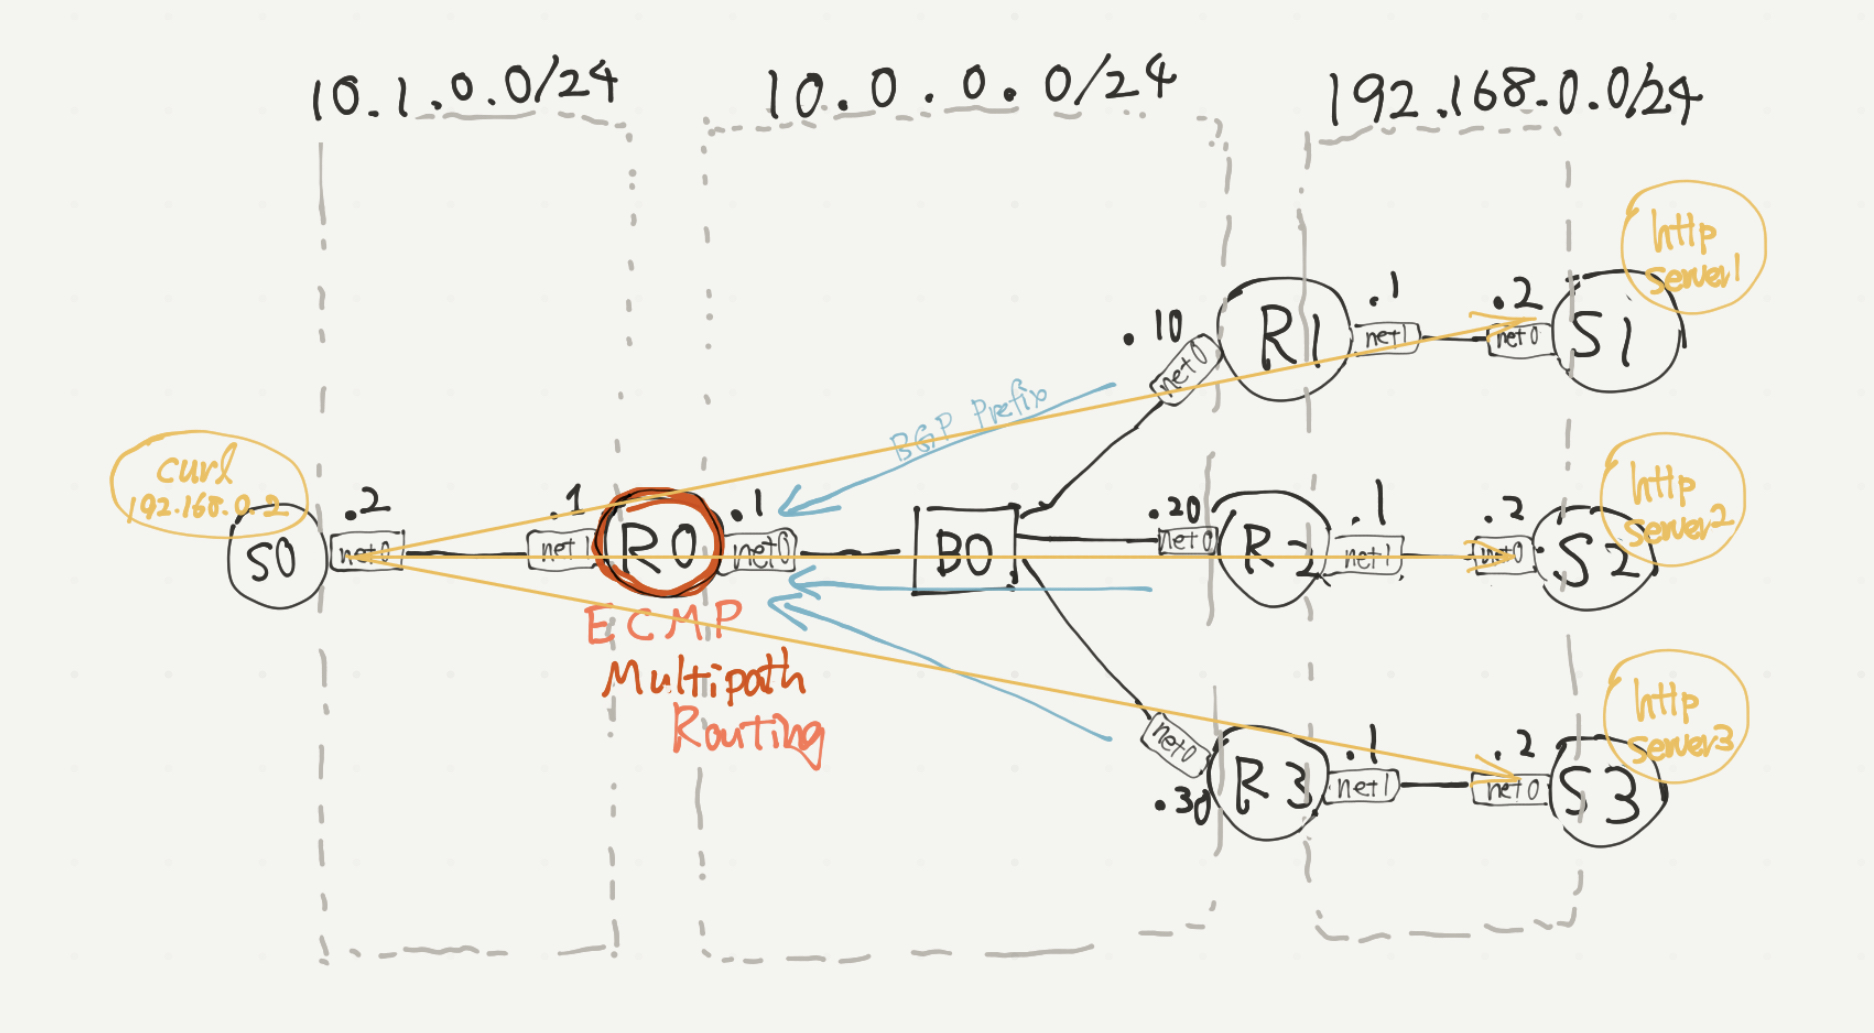 10.1.0.0/24
10.0.0.0/24
192.168.0.0/24
http
server1
.10
R1
.1
.2
S1
net0
net1
net0
BGP Prefix
curl
192.168.0.2
S0
.2
net0
.1
net1
R0
.1
net0
B0
.20
net0
R2
.1
net1
.2
net0
S2
http
server2
ECMP
Multipath
Routing
net0
.30
R3
.1
net1
.2
net0
S3
http
server3